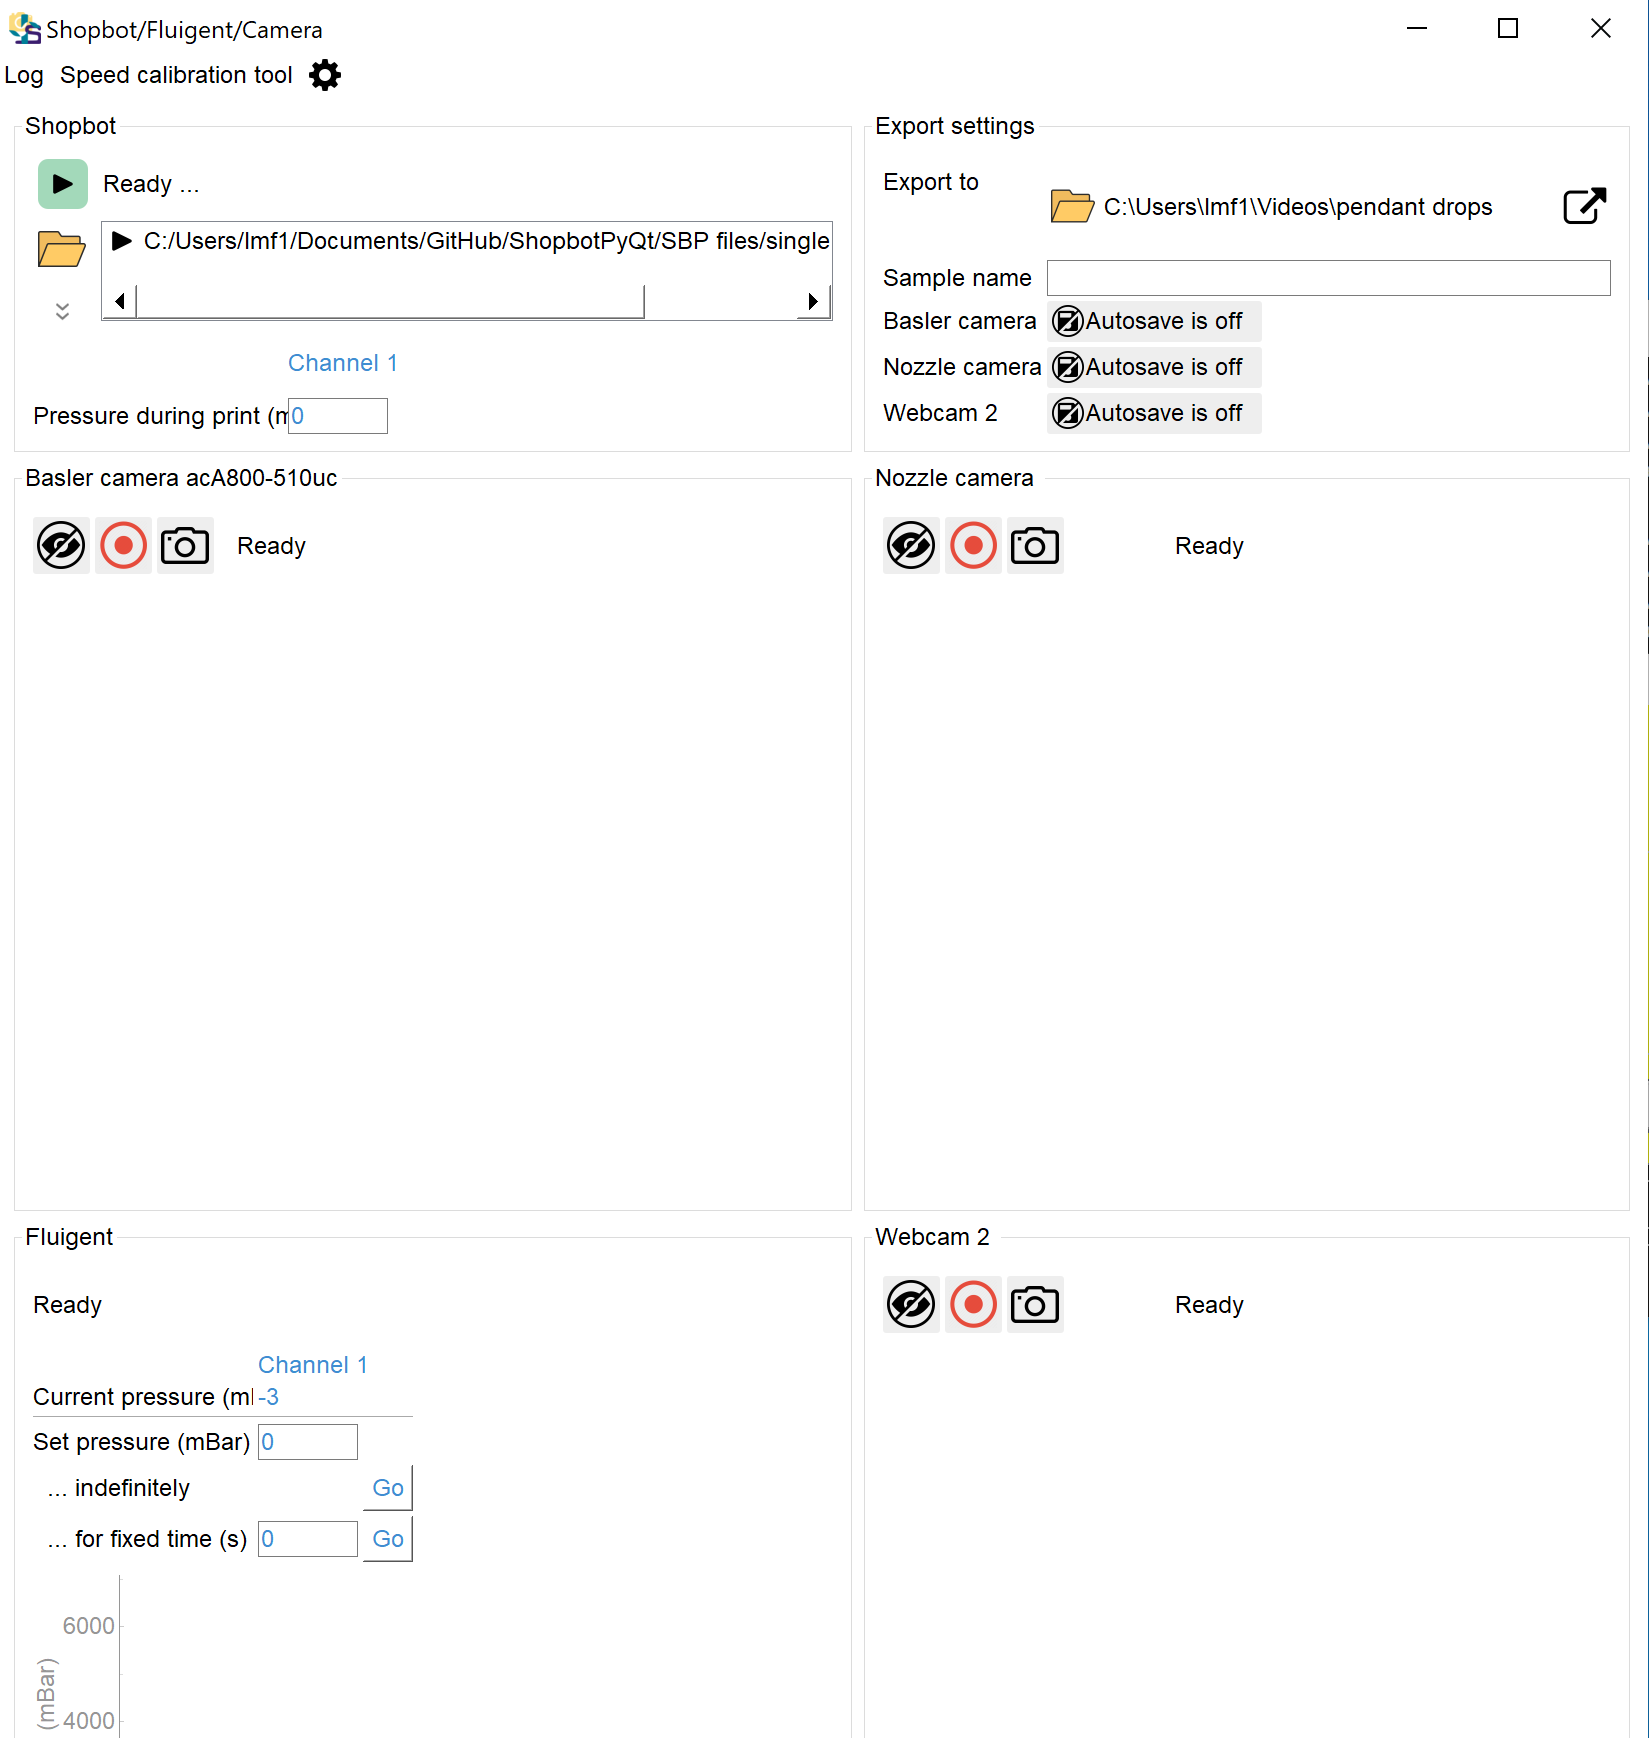 Shopbot/Fluigent/Camera
Log Speed calibration tool
Shopbot
Ready ...
C:/Users/lmf1/Documents/GitHub/ShopbotPyQt/SBP files/single
Channel 1
Pressure during print (m
0
Export settings
Export to
C:\Users\lmf1\Videos\pendant drops
Sample name
Basler camera Autosave is off
Nozzle camera Autosave is off
Webcam 2 Autosave is off
Basler camera acA800-510uc
Ready
Nozzle camera
Ready
Fluigent
Ready
Channel 1
Current pressure (m -3
Set pressure (mBar) 0
... indefinitely Go
... for fixed time (s) 0 Go
6000
4000
(mBar)
Webcam 2
Ready